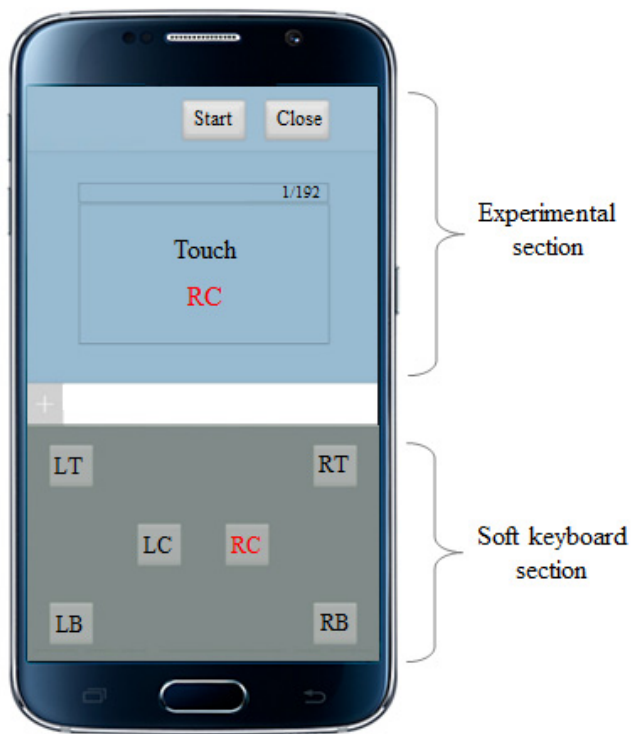 Start Close
1/192
Touch
RC
Experimental
section
+
LT RT
LC RC
LB RB
Soft keyboard
section